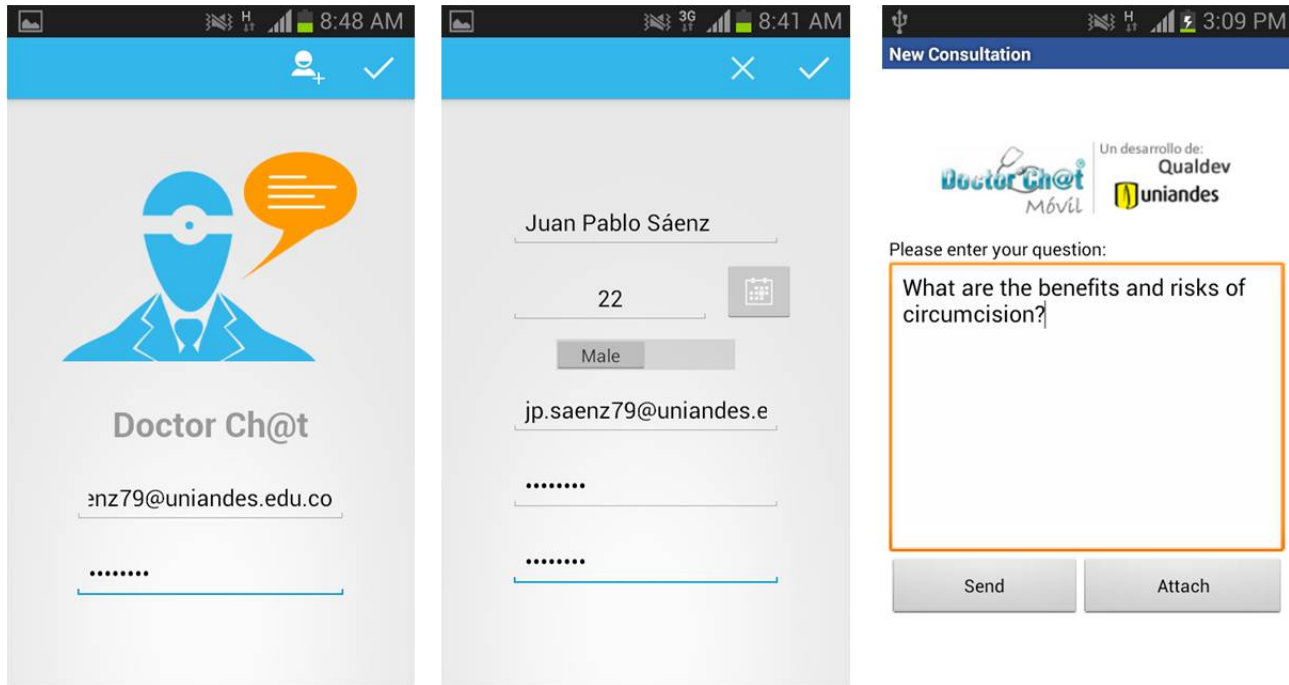 H 8:48 AM
Doctor Ch@t
enz79@uniandes.edu.co
••••••••
3G 8:41 AM
Juan Pablo Sáenz
22
Male
jp.saenz79@uniandes.e
••••••••
••••••••
H 3:09 PM
New Consultation
Doctor Ch@t
Móvil
Un desarrollo de:
Qualdev
uniandes
Please enter your question:
What are the benefits and risks of
circumcision?
Send Attach